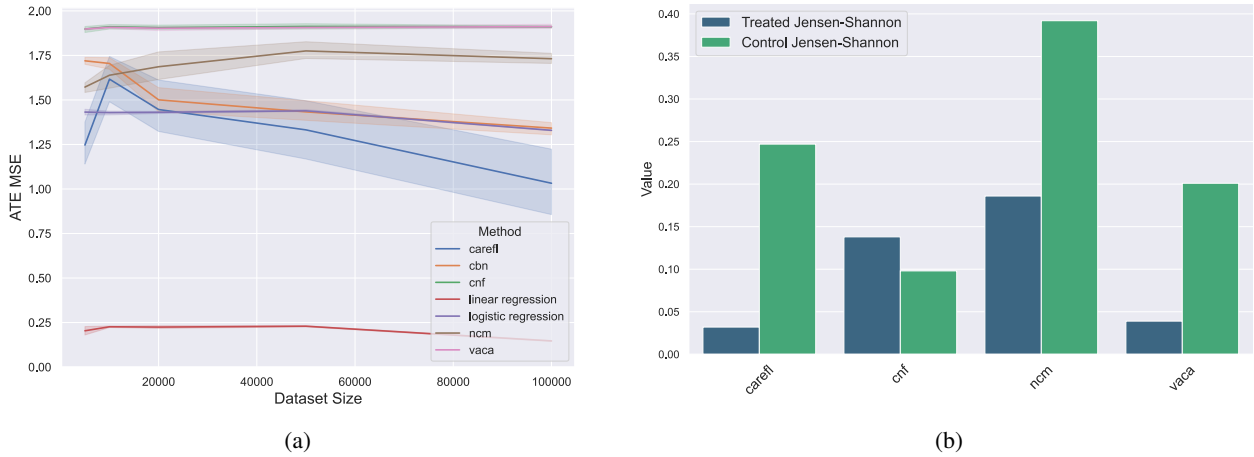 2.00
1.75
1.50
1.25
1.00
0.75
0.50
0.25
0.00
ATE MSE
20000 40000 60000 80000 100000
Dataset Size
Method
carefl
cbn
cnf
linear regression
logistic regression
ncm
vaca
(a)
0.40
0.35
0.30
0.25
0.20
0.15
0.10
0.05
0.00
Value
Treated Jensen-Shannon
Control Jensen-Shannon
carefl
cnf
ncm
vaca
(b)